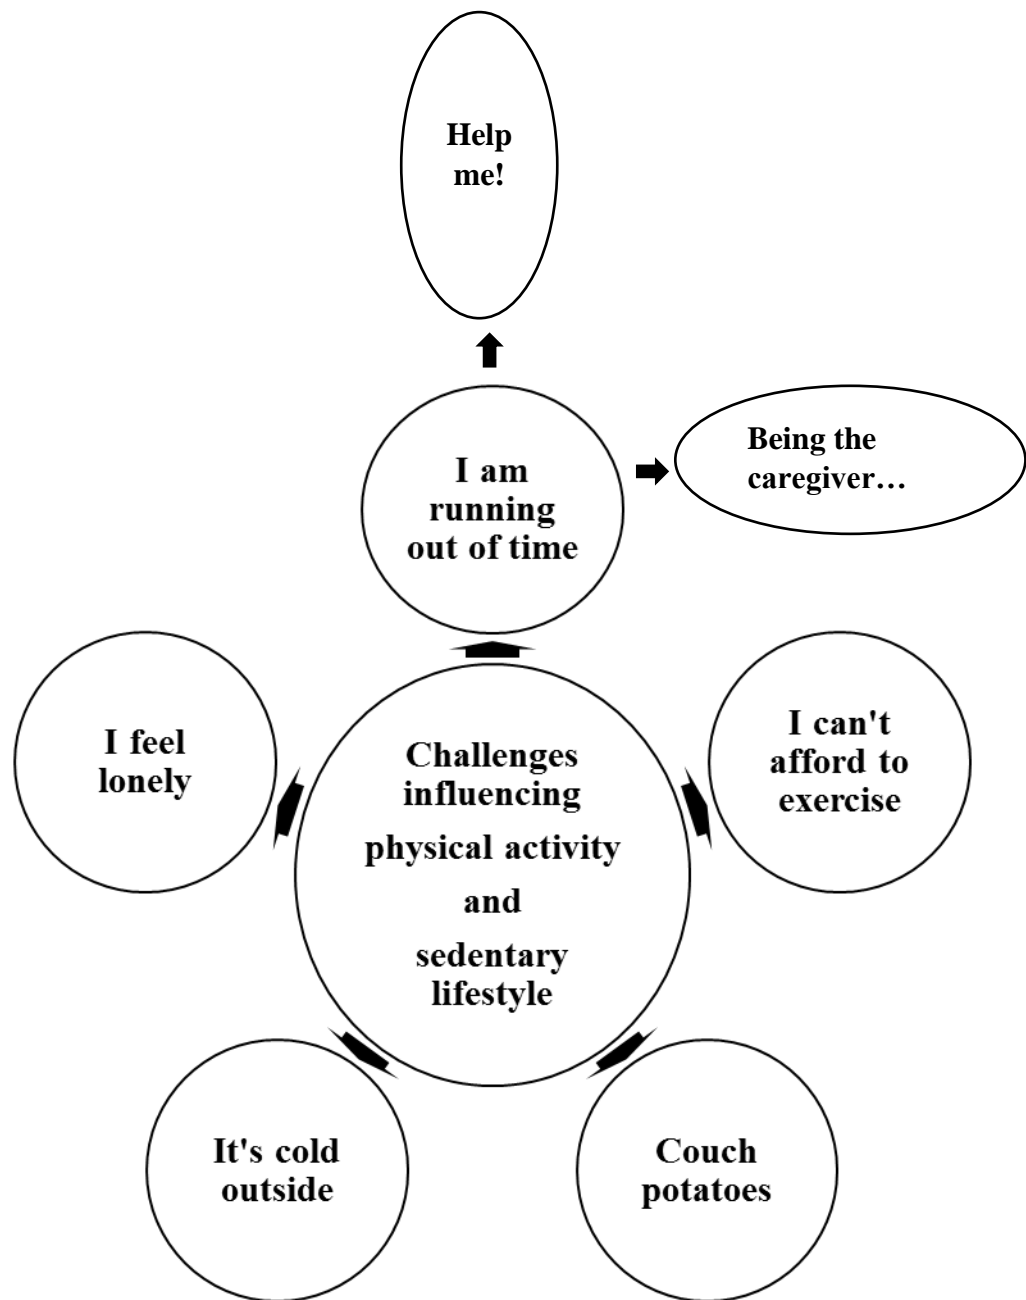 Help
me!
Being the
caregiver…
I am
running
out of time
I feel
lonely
I can't
afford to
exercise
Challenges
influencing
physical activity
and
sedentary
lifestyle
It's cold
outside
Couch
potatoes